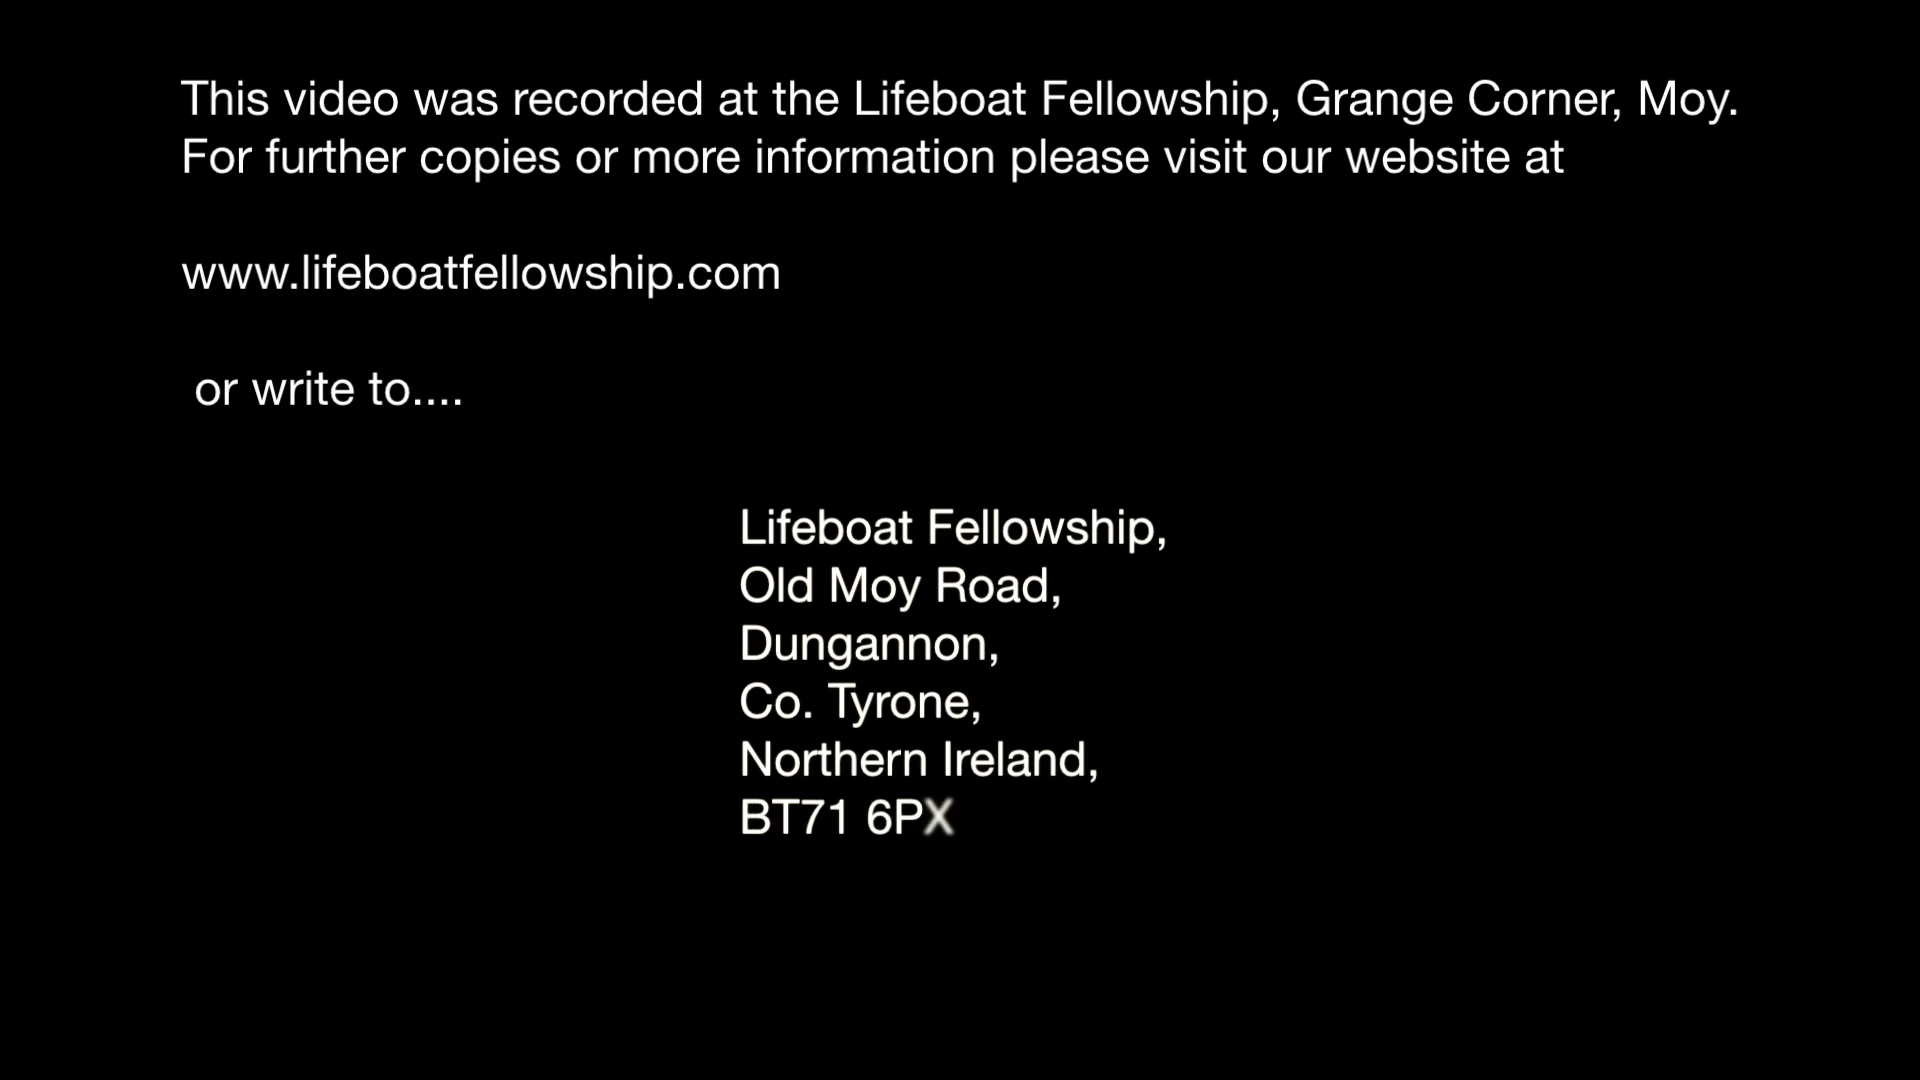 This video was recorded at the Lifeboat Fellowship, Grange Corner, Moy.
For further copies or more information please visit our website at
www.lifeboatfellowship.com
or write to....
Lifeboat Fellowship,
Old Moy Road,
Dungannon,
Co. Tyrone,
Northern Ireland,
BT71 6PX